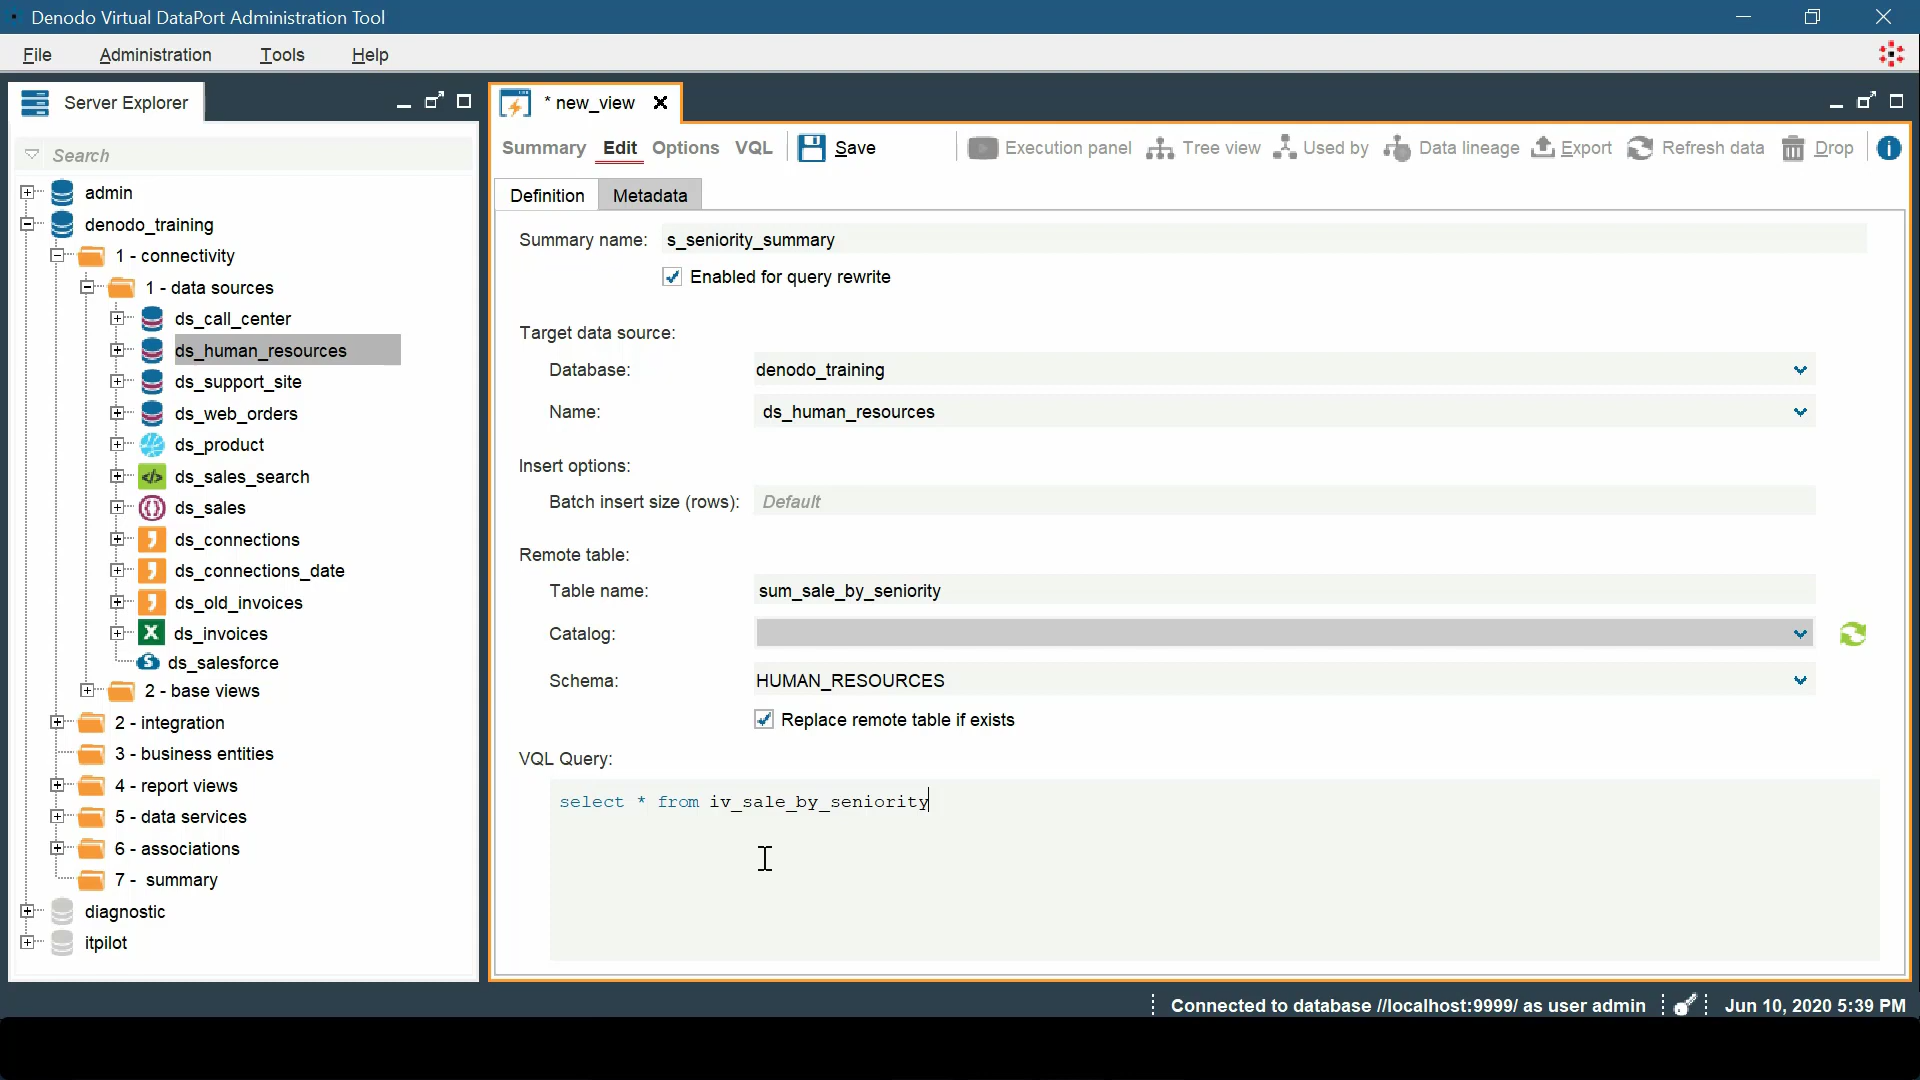 Denodo Virtual DataPort Administration Tool
File Administration Tools Help
Server Explorer
Search
admin
denodo_training
1 - connectivity
1 - data sources
ds_call_center
ds_human_resources
ds_support_site
ds_web_orders
ds_product
ds_sales_search
ds_sales
ds_connections
ds_connections_date
ds_old_invoices
ds_invoices
ds_salesforce
2 - base views
2 - integration
3 - business entities
4 - report views
5 - data services
6 - associations
7 - summary
diagnostic
itpilot
* new_view
Summary Edit Options VQL Save Execution panel Tree view Used by Data lineage Export Refresh data Drop
Definition Metadata
Summary name: s_seniority_summary
Enabled for query rewrite
Target data source:
Database: denodo_training
Name: ds_human_resources
Insert options:
Batch insert size (rows): Default
Remote table:
Table name: sum_sale_by_seniority
Catalog:
Schema: HUMAN_RESOURCES
Replace remote table if exists
VQL Query:
select * from iv_sale_by_seniority
Connected to database //localhost:9999/ as user admin Jun 10, 2020 5:39 PM